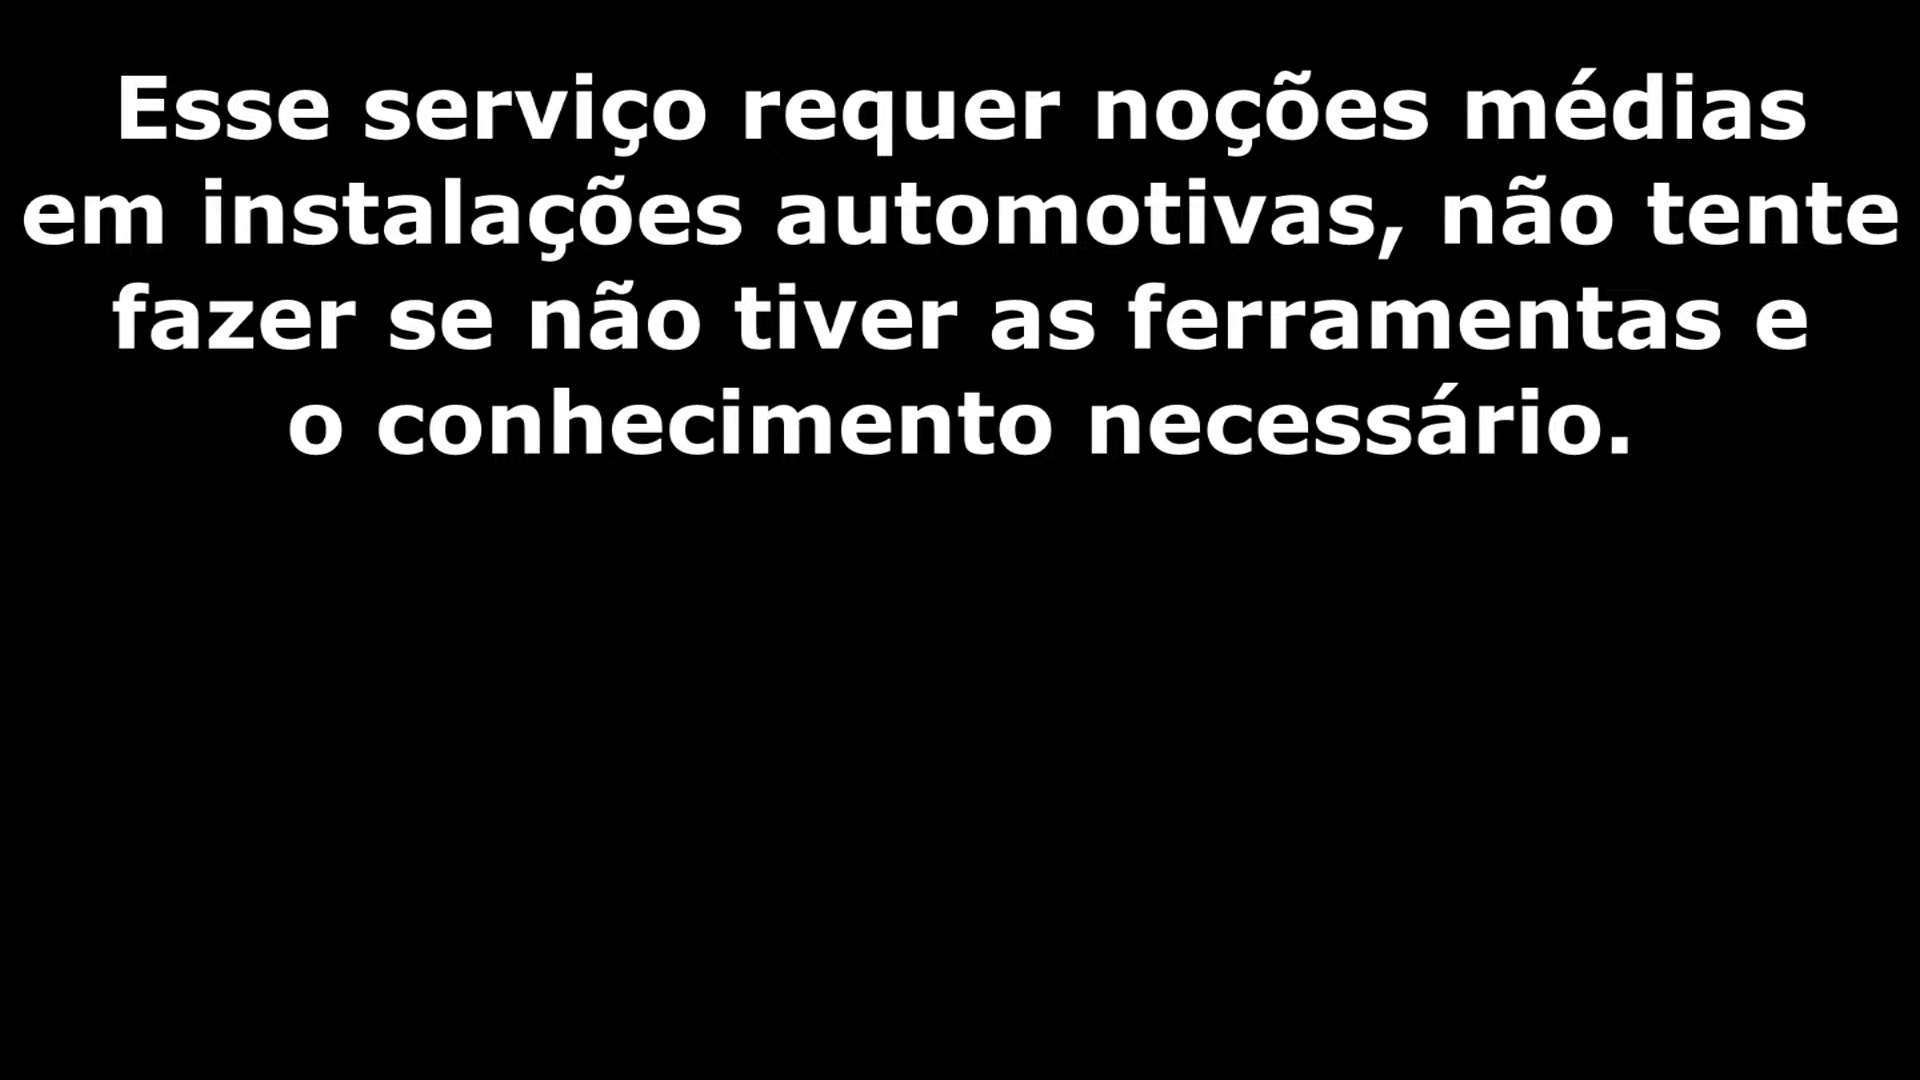 Esse serviço requer noções médias
em instalações automotivas, não tente
fazer se não tiver as ferramentas e
o conhecimento necessário.